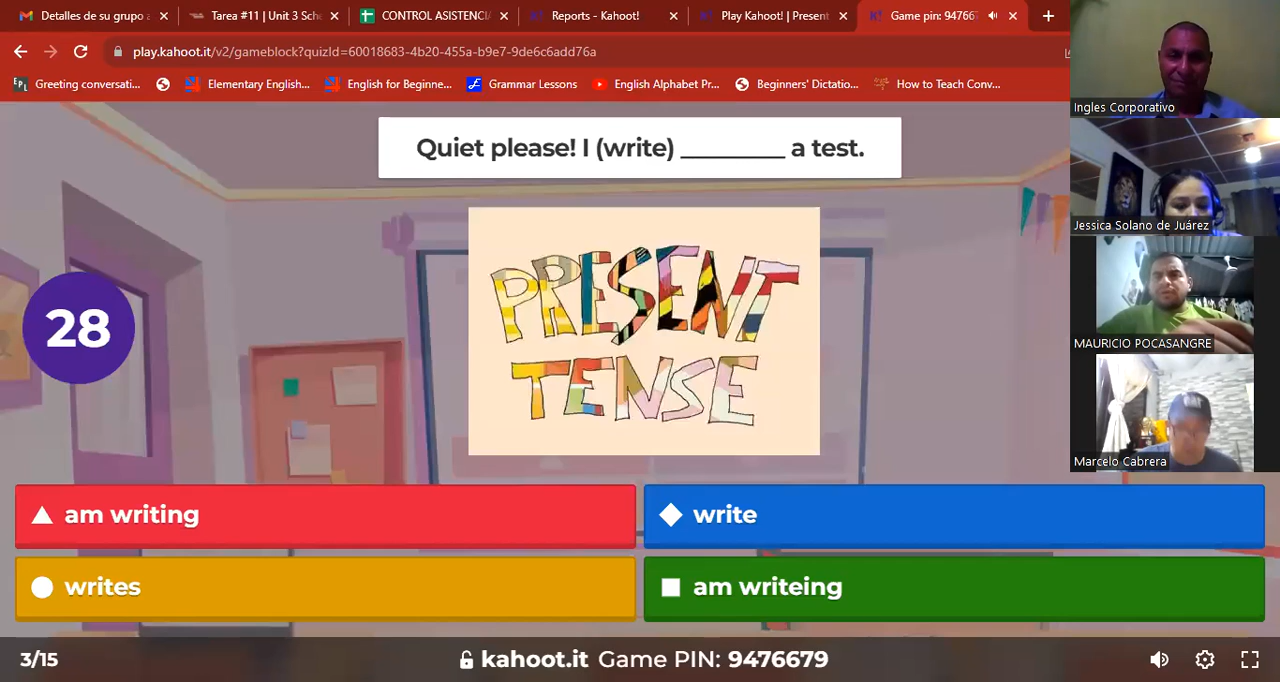 Detalles de su grupo a
Tarea #11 | Unit 3 Sche
CONTROL ASISTENCIA
Reports - Kahoot!
Play Kahoot! | Present
Game pin: 94766
play.kahoot.it/v2/gameblock?quizId=60018683-4b20-455a-b9e7-9de6c6add76a
Greeting conversati...
Elementary English...
English for Beginne...
Grammar Lessons
English Alphabet Pr...
Beginners' Dictatio...
How to Teach Conv...
Quiet please! I (write) ________ a test.
PRESENT
TENSE
28
am writing
write
writes
am writeing
3/15
kahoot.it Game PIN: 9476679
Ingles Corporativo
Jessica Solano de Juárez
MAURICIO POCASANGRE
Marcelo Cabrera